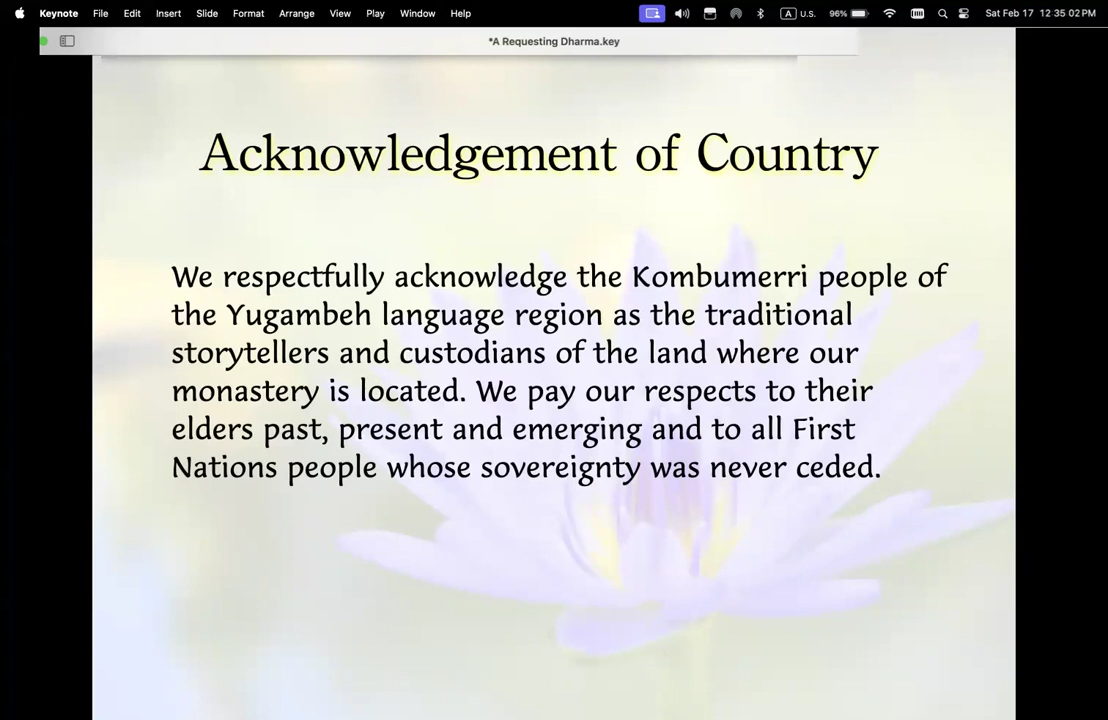 Keynote File Edit Insert Slide Format Arrange View Play Window Help A U.S. 96% Sat Feb 17 12 35 02 PM
*A Requesting Dharma.key
Acknowledgement of Country
We respectfully acknowledge the Kombumerri people of
the Yugambeh language region as the traditional
storytellers and custodians of the land where our
monastery is located. We pay our respects to their
elders past, present and emerging and to all First
Nations people whose sovereignty was never ceded.